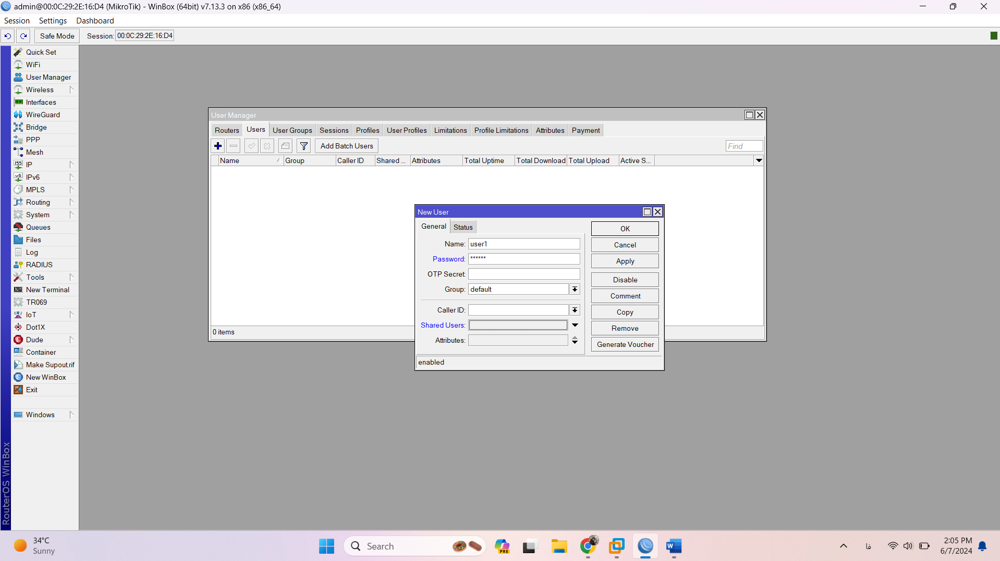 admin@00:0C:29:2E:16:D4 (MikroTik) - WinBox (64bit) v7.13.3 on x86 (x86_64)
Session Settings Dashboard
Safe Mode Session: 00:0C:29:2E:16:D4
Quick Set
WiFi
User Manager
Wireless
Interfaces
WireGuard
Bridge
PPP
Mesh
IP
IPv6
MPLS
Routing
System
Queues
Files
Log
RADIUS
Tools
New Terminal
TR069
IoT
Dot1X
Dude
Container
Make Supout.rif
New WinBox
Exit
Windows
RouterOS WinBox
User Manager
Routers Users User Groups Sessions Profiles User Profiles Limitations Profile Limitations Attributes Payment
Add Batch Users Find
Name Group Caller ID Shared ... Attributes Total Uptime Total Download Total Upload Active S...
0 items
New User
General Status
Name: user1
Password: ******
OTP Secret:
Group: default
Caller ID:
Shared Users:
Attributes:
enabled
OK
Cancel
Apply
Disable
Comment
Copy
Remove
Generate Voucher
34°C
Sunny
Search
PRE
W
فا
2:05 PM
6/7/2024